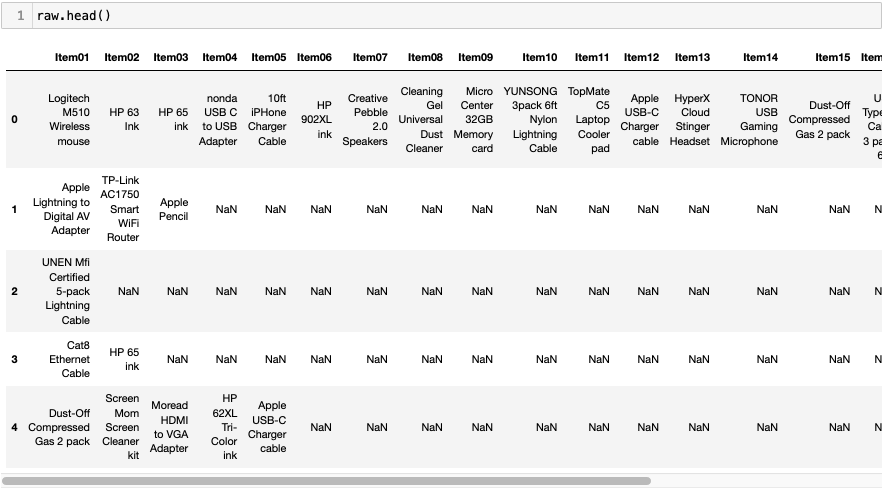 1 raw.head()
Item01 Item02 Item03 Item04 Item05 Item06 Item07 Item08 Item09 Item10 Item11 Item12 Item13 Item14 Item15 Item
0 Logitech M510 Wireless mouse HP 63 Ink HP 65 ink nonda USB C to USB Adapter 10ft iPHone Charger Cable HP 902XL ink Creative Pebble 2.0 Speakers Cleaning Gel Universal Dust Cleaner Micro Center 32GB Memory card YUNSONG 3pack 6ft Nylon Lightning Cable TopMate C5 Laptop Cooler pad Apple USB-C Charger cable HyperX Cloud Stinger Headset TONOR USB Gaming Microphone Dust-Off Compressed Gas 2 pack
1 Apple Lightning to Digital AV Adapter TP-Link AC1750 Smart WiFi Router Apple Pencil NaN NaN NaN NaN NaN NaN NaN NaN NaN NaN NaN NaN
2 UNEN Mfi Certified 5-pack Lightning Cable NaN NaN NaN NaN NaN NaN NaN NaN NaN NaN NaN NaN NaN NaN
3 Cat8 Ethernet Cable HP 65 ink NaN NaN NaN NaN NaN NaN NaN NaN NaN NaN NaN NaN NaN
4 Dust-Off Compressed Gas 2 pack Screen Mom Screen Cleaner kit Moread HDMI to VGA Adapter HP 62XL Tri-Color ink Apple USB-C Charger cable NaN NaN NaN NaN NaN NaN NaN NaN NaN NaN